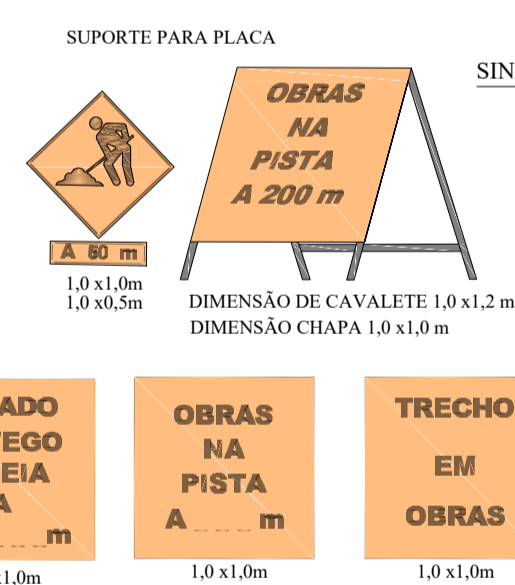 SUPORTE PARA PLACA
SIN
OBRAS
NA
PISTA
A 200 m
A 50 m
1,0 x1,0m
1,0 x0,5m
DIMENSÃO DE CAVALETE 1,0 x1,2 m
DIMENSÃO CHAPA 1,0 x1,0 m
ADO
EGO
EIA
A
_ _ _m
x1,0m
OBRAS
NA
PISTA
A _ _ _ m
1,0 x1,0m
TRECHO
EM
OBRAS
1,0 x1,0m